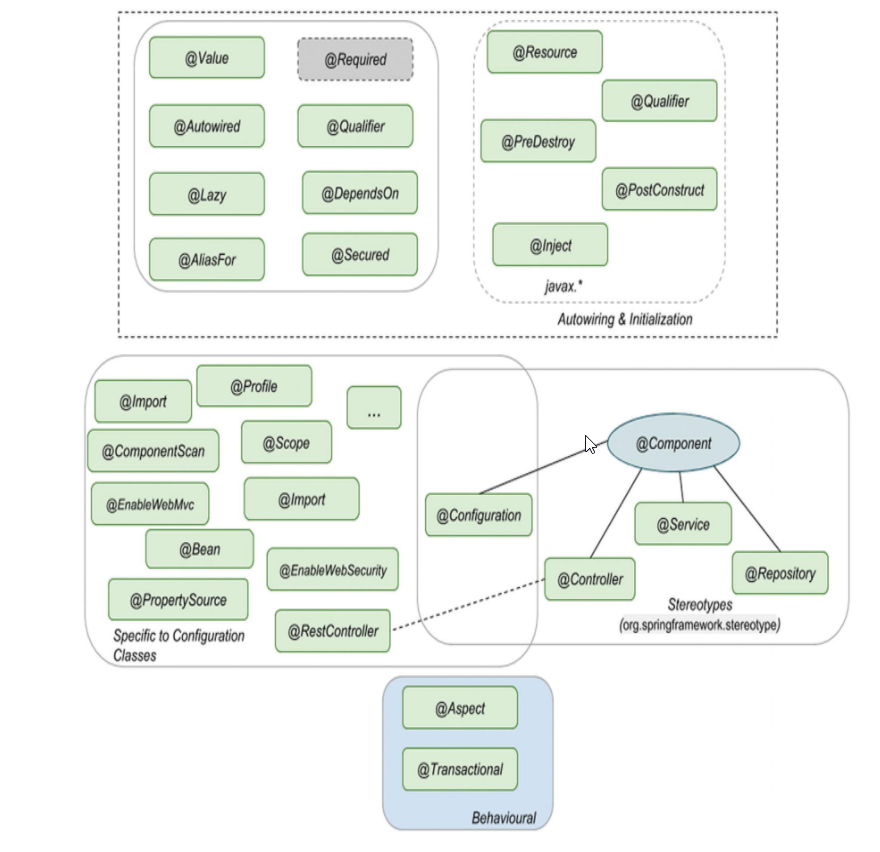 @Value
@Required
@Autowired
@Qualifier
@Lazy
@DependsOn
@AliasFor
@Secured
@Resource
@Qualifier
@PreDestroy
@PostConstruct
@Inject
javax.*
Autowiring & Initialization
@Import
@Profile
...
@ComponentScan
@Scope
@EnableWebMvc
@Import
@Bean
@EnableWebSecurity
@PropertySource
@RestController
Specific to Configuration
Classes
@Configuration
@Component
@Service
@Controller
@Repository
Stereotypes
(org.springframework.stereotype)
@Aspect
@Transactional
Behavioural